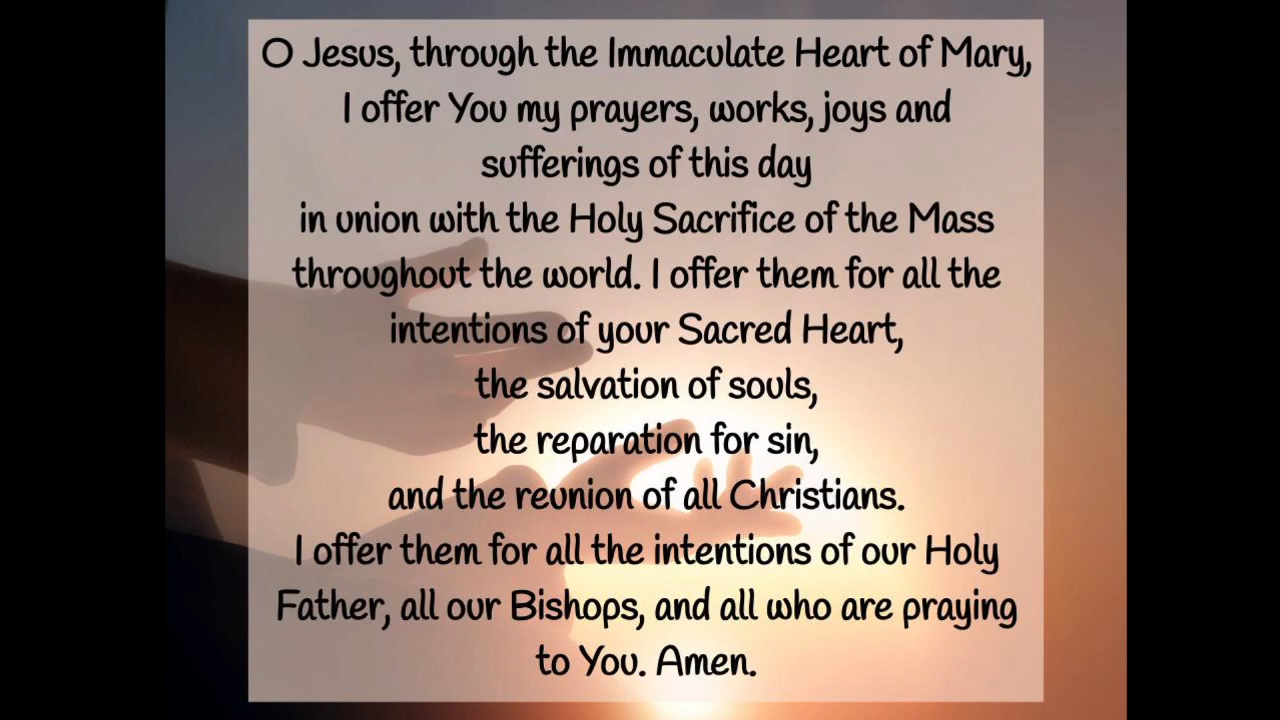 O Jesus, through the Immaculate Heart of Mary,
I offer You my prayers, works, joys and
sufferings of this day
in union with the Holy Sacrifice of the Mass
throughout the world. I offer them for all the
intentions of your Sacred Heart,
the salvation of souls,
the reparation for sin,
and the reunion of all Christians.
I offer them for all the intentions of our Holy
Father, all our Bishops, and all who are praying
to You. Amen.